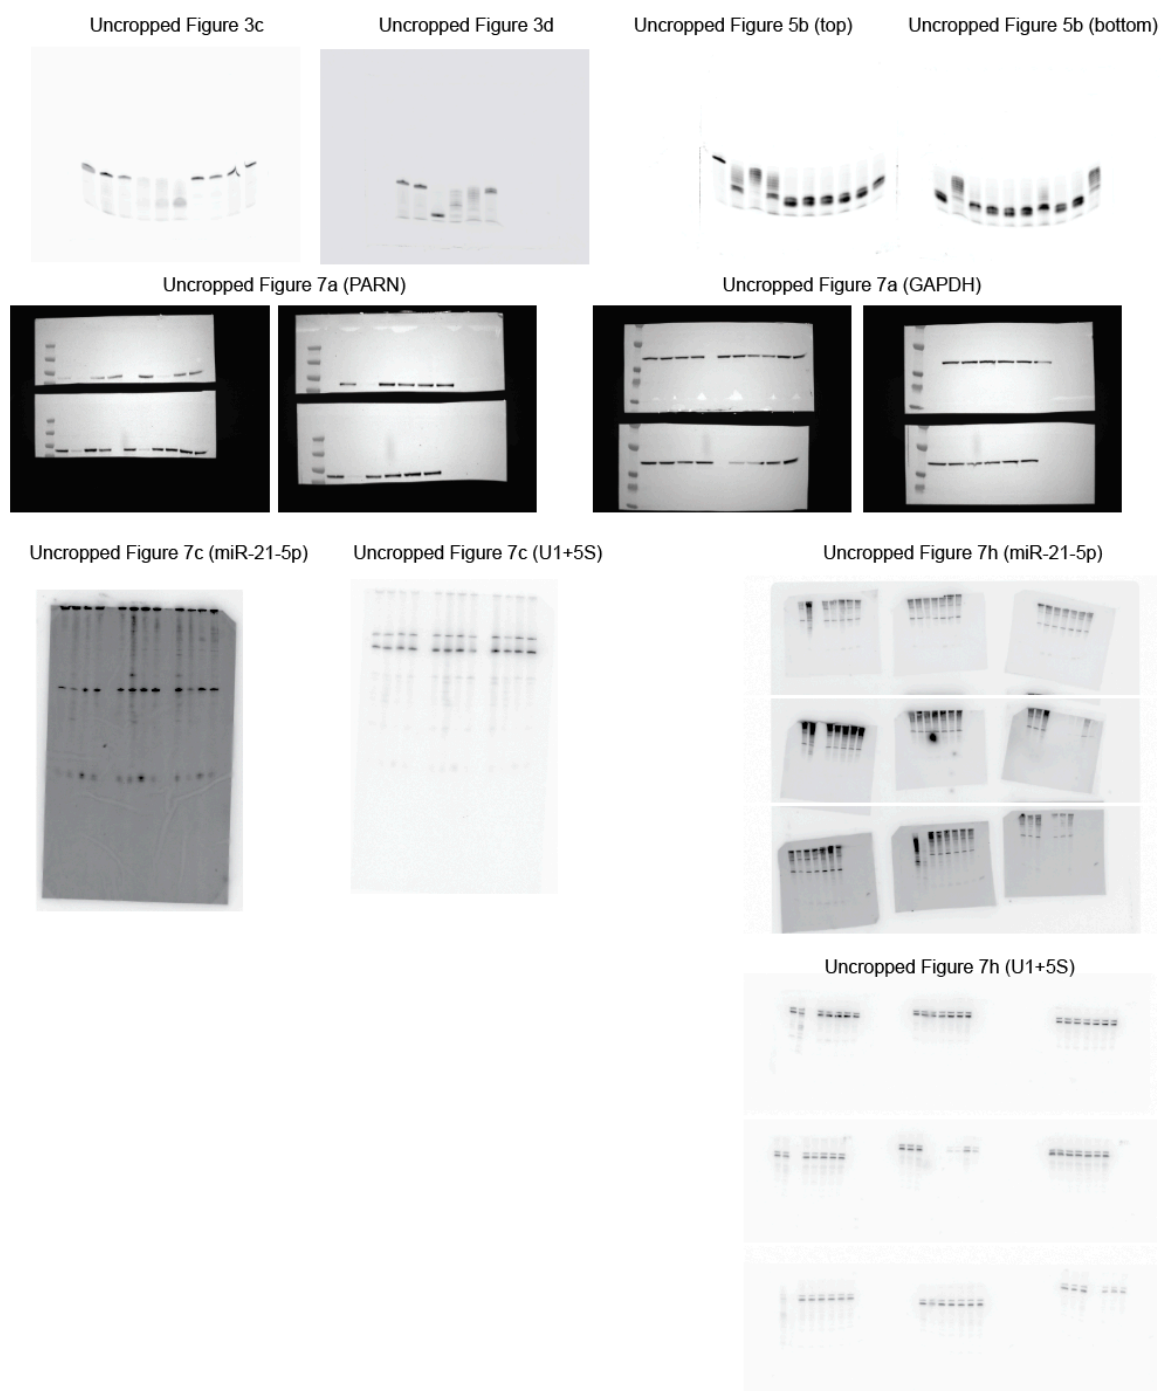 Uncropped Figure 3c
Uncropped Figure 3d
Uncropped Figure 5b (top)
Uncropped Figure 5b (bottom)
Uncropped Figure 7a (PARN)
Uncropped Figure 7a (GAPDH)
Uncropped Figure 7c (miR-21-5p)
Uncropped Figure 7c (U1+5S)
Uncropped Figure 7h (miR-21-5p)
Uncropped Figure 7h (U1+5S)